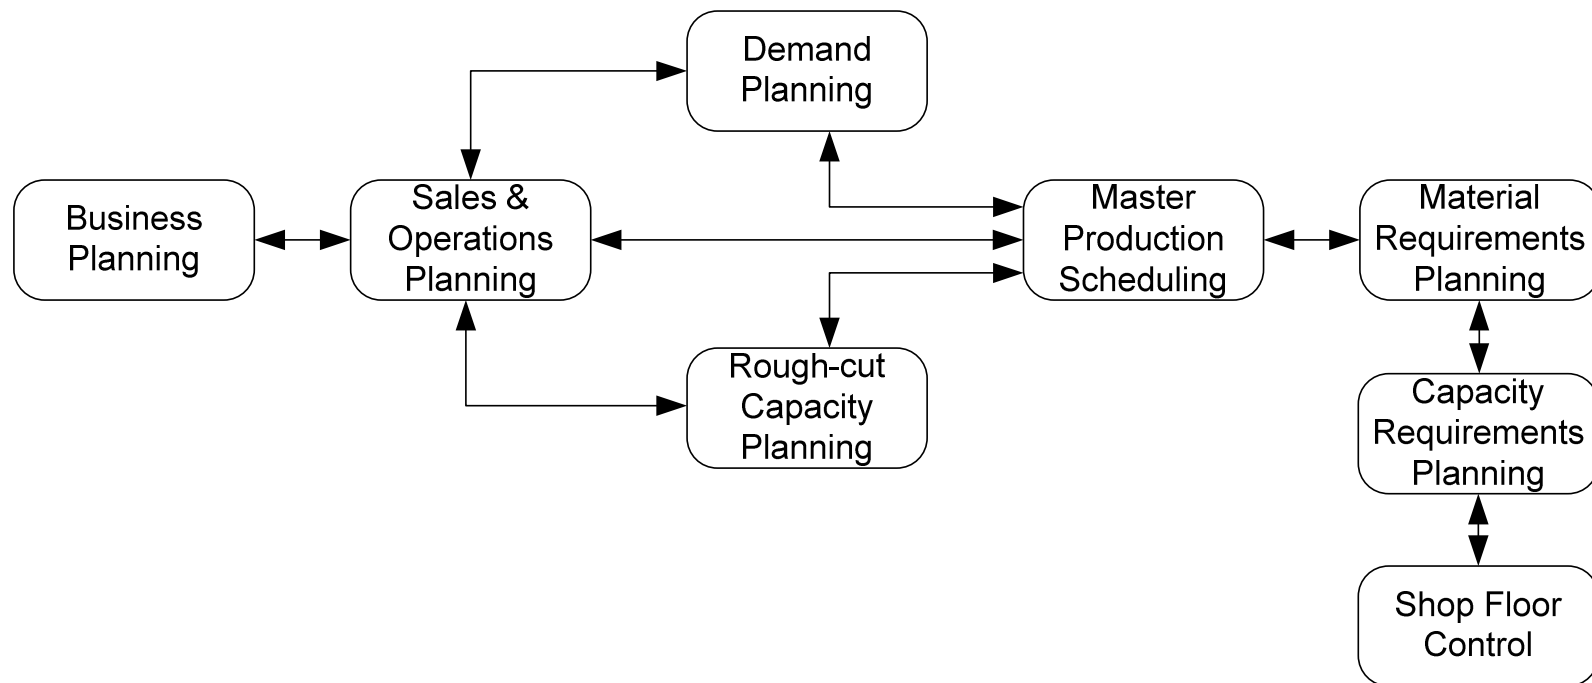 Demand
Planning
Business
Planning
Sales &
Operations
Planning
Master
Production
Scheduling
Material
Requirements
Planning
Rough-cut
Capacity
Planning
Capacity
Requirements
Planning
Shop Floor
Control